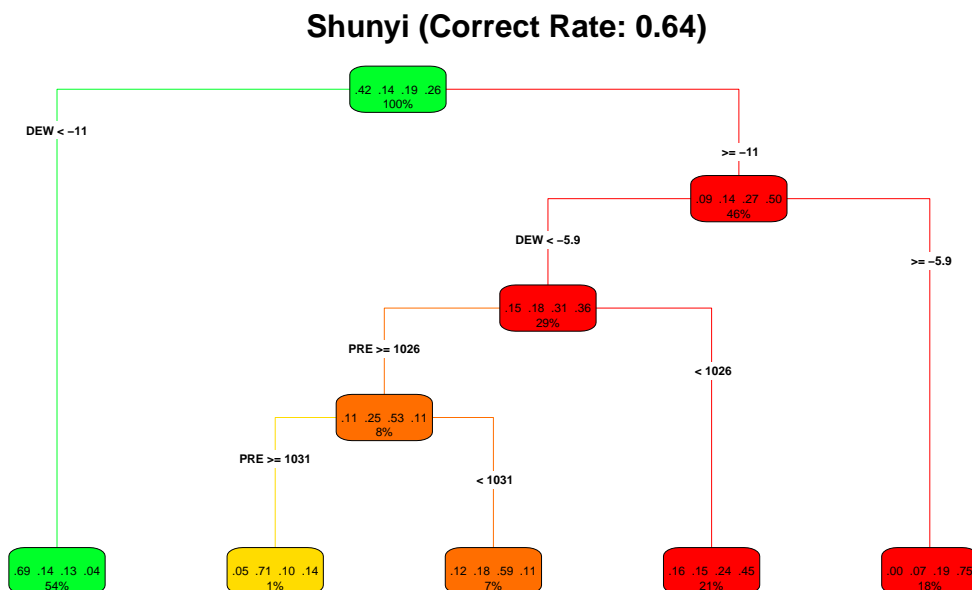 Shunyi (Correct Rate: 0.64)
.42 .14 .19 .26
100%
DEW < −11
>= −11
.09 .14 .27 .50
46%
DEW < −5.9
>= −5.9
.15 .18 .31 .36
29%
PRE >= 1026
< 1026
.11 .25 .53 .11
8%
PRE >= 1031
< 1031
.69 .14 .13 .04
54%
.05 .71 .10 .14
1%
.12 .18 .59 .11
7%
.16 .15 .24 .45
21%
.00 .07 .19 .75
18%